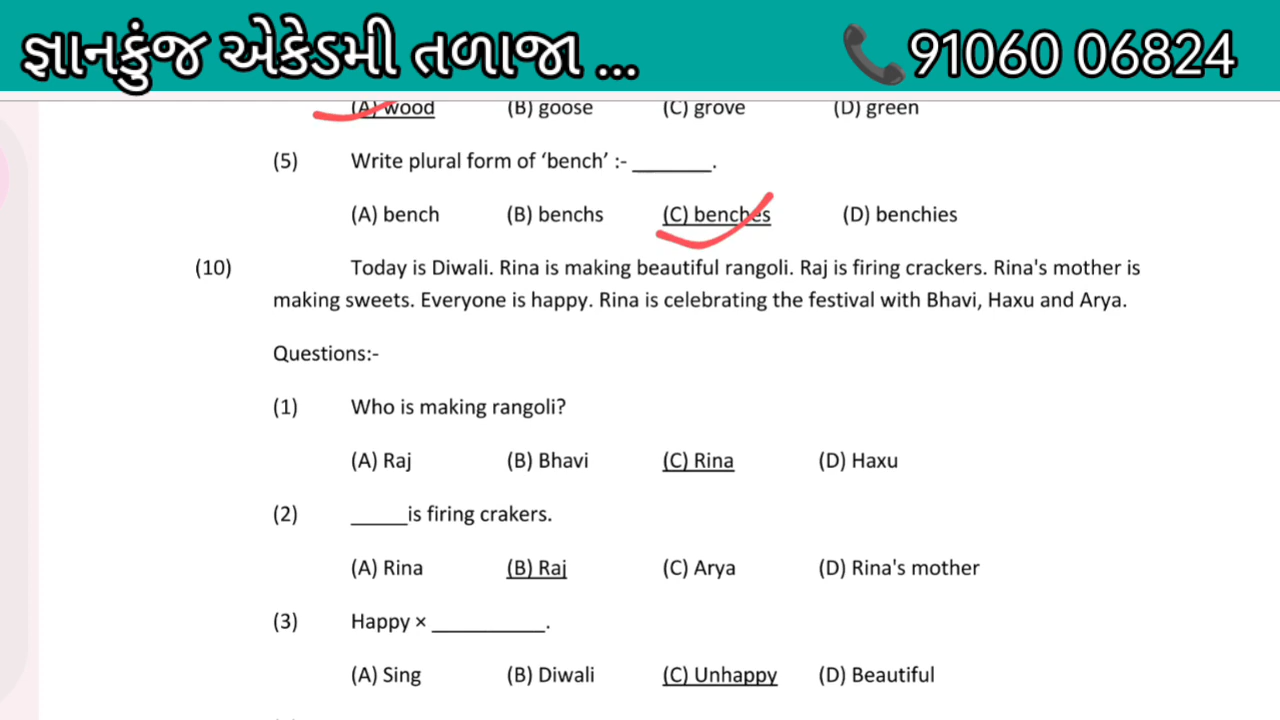 જ્ઞાનકુંજ એકેડમી તળાજા ... 📞91060 06824
(A) wood (B) goose (C) grove (D) green
(5) Write plural form of ‘bench’ :- _______.
(A) bench (B) benchs (C) benches (D) benchies
(10) Today is Diwali. Rina is making beautiful rangoli. Raj is firing crackers. Rina's mother is
making sweets. Everyone is happy. Rina is celebrating the festival with Bhavi, Haxu and Arya.
Questions:-
(1) Who is making rangoli?
(A) Raj (B) Bhavi (C) Rina (D) Haxu
(2) _____is firing crakers.
(A) Rina (B) Raj (C) Arya (D) Rina's mother
(3) Happy × __________.
(A) Sing (B) Diwali (C) Unhappy (D) Beautiful